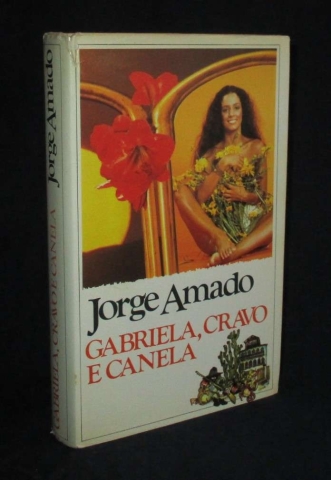 Jorge Amado
GABRIELA, CRAVO E CANELA
Jorge Amado
GABRIELA, CRAVO
E CANELA